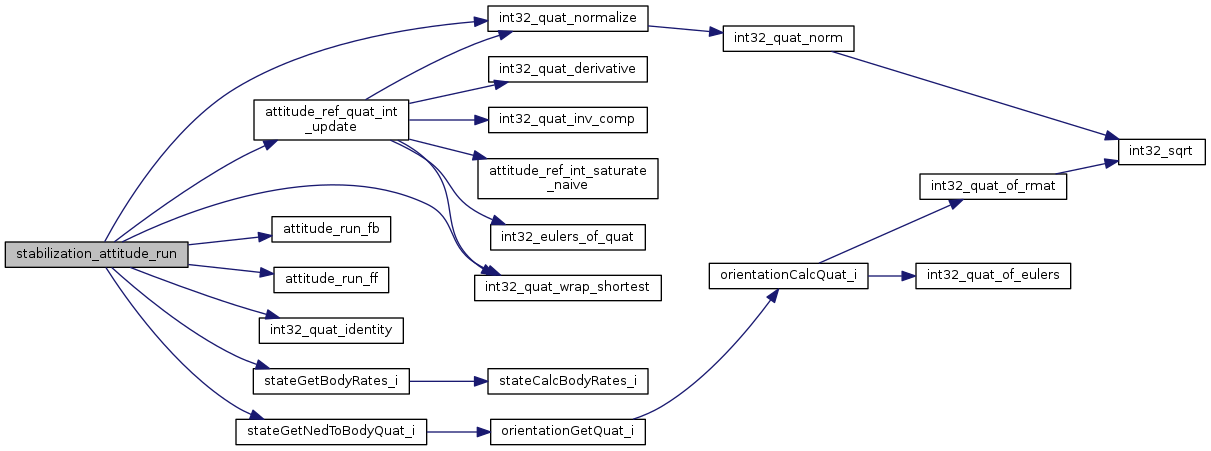 stabilization_attitude_run
attitude_ref_quat_int
_update
attitude_run_fb
attitude_run_ff
int32_quat_identity
stateGetBodyRates_i
stateGetNedToBodyQuat_i
int32_quat_normalize
int32_quat_derivative
int32_quat_inv_comp
attitude_ref_int_saturate
_naive
int32_eulers_of_quat
int32_quat_wrap_shortest
stateCalcBodyRates_i
orientationGetQuat_i
int32_quat_norm
orientationCalcQuat_i
int32_quat_of_rmat
int32_quat_of_eulers
int32_sqrt